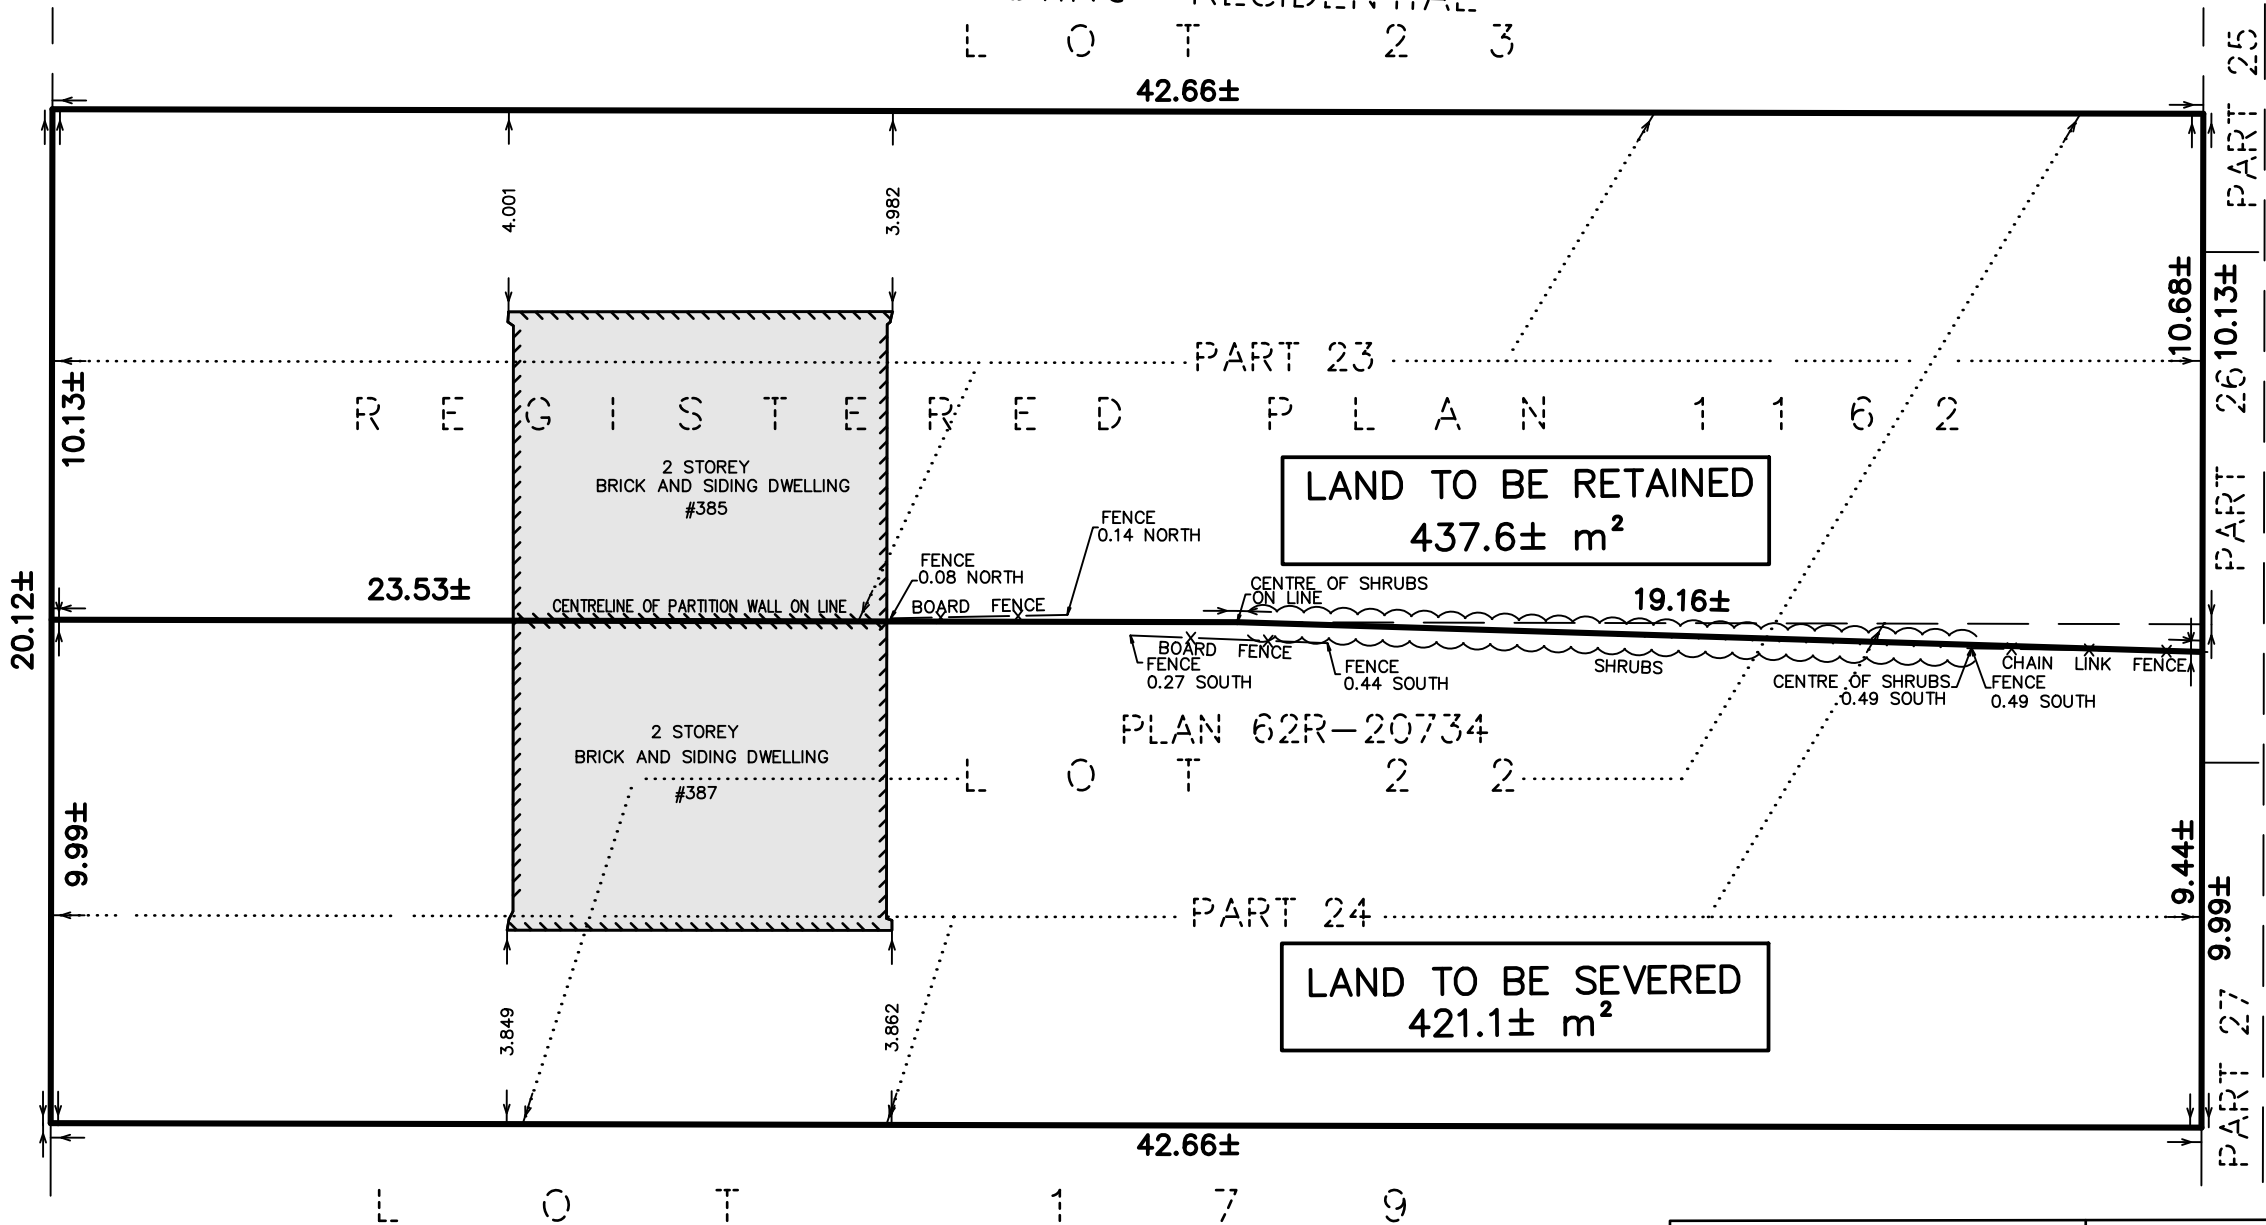 RESIDENTIAL
LOT 23
42.66±
PART 25
4.001
3.982
10.68±
10.13±
PART 26
PART 23
10.13±
REGISTERED PLAN 1162
2 STOREY
BRICK AND SIDING DWELLING
#385
LAND TO BE RETAINED
437.6± m²
FENCE
0.14 NORTH
FENCE
0.08 NORTH
20.12±
23.53±
CENTRELINE OF PARTITION WALL ON LINE
BOARD FENCE
CENTRE OF SHRUBS
ON LINE
19.16±
BOARD FENCE
FENCE
0.27 SOUTH
FENCE
0.44 SOUTH
SHRUBS
CHAIN LINK FENCE
CENTRE OF SHRUBS
0.49 SOUTH
FENCE
0.49 SOUTH
PLAN 62R-20734
2 STOREY
BRICK AND SIDING DWELLING
#387
LOT 22
9.99±
9.44±
9.99±
PART 24
LAND TO BE SEVERED
421.1± m²
3.849
3.862
PART 27
42.66±
LOT 179